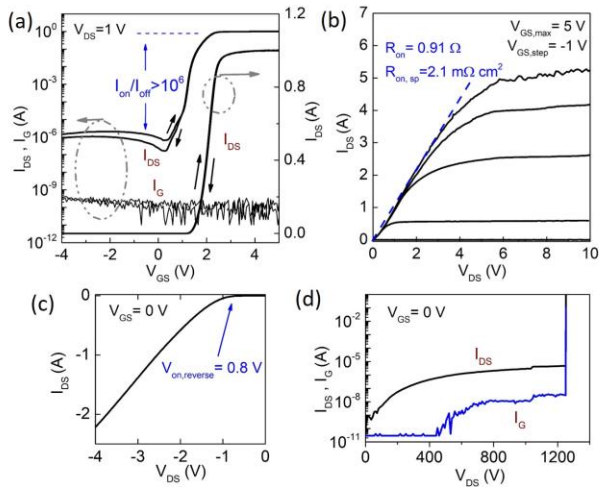 (a)
V_DS=1 V
I_on/I_off>10^6
I_DS
I_DS
I_G
10^0
10^-3
10^-6
10^-9
10^-12
I_DS, I_G (A)
1.0
0.5
0.0
I_DS (A)
-4 -2 0 2 4
V_GS (V)
(b)
V_GS,max= 5 V
V_GS,step= -1 V
R_on= 0.91 Ω
R_on, sp=2.1 mΩ cm^2
7
6
5
4
3
2
1
0
I_DS (A)
0 2 4 6 8 10
V_DS (V)
(c)
V_GS= 0 V
V_on,reverse= 0.8 V
0
-1
-2
I_DS (A)
-4 -3 -2 -1 0
V_DS (V)
(d)
V_GS= 0 V
I_DS
I_G
10^-2
10^-5
10^-8
10^-11
I_DS, I_G (A)
0 400 800 1200
V_DS (V)